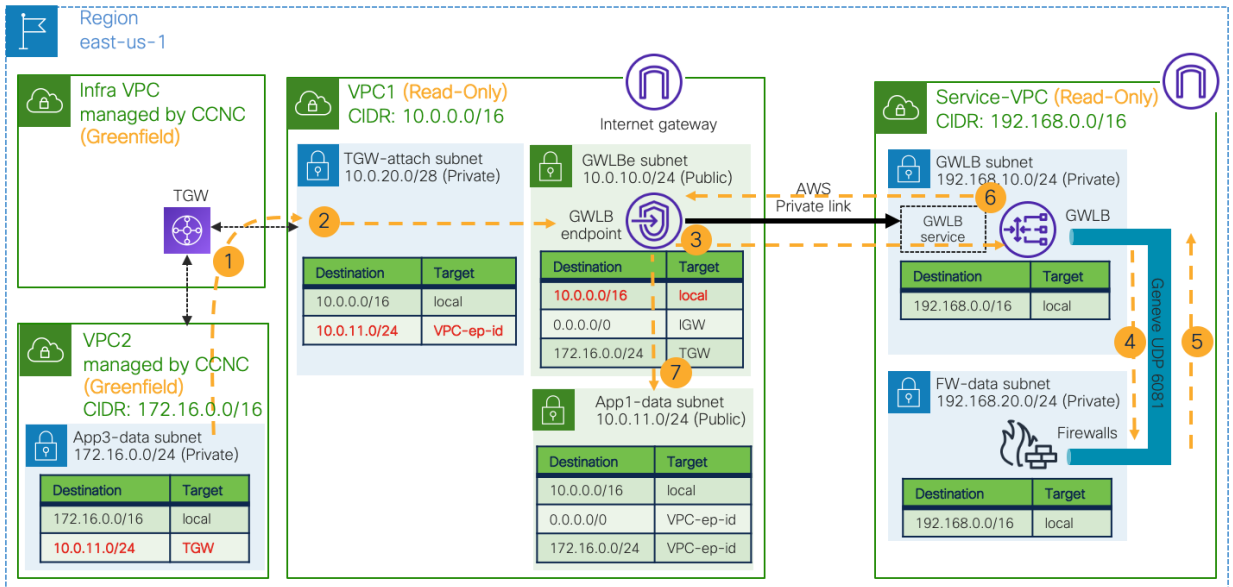 Region
east-us-1
Infra VPC
managed by CCNC
(Greenfield)
TGW
1
VPC2
managed by CCNC
(Greenfield)
CIDR: 172.16.0.0/16
App3-data subnet
172.16.0.0/24 (Private)
Destination Target
172.16.0.0/16 local
10.0.11.0/24 TGW
VPC1 (Read-Only)
CIDR: 10.0.0.0/16
Internet gateway
TGW-attach subnet
10.0.20.0/28 (Private)
2
Destination Target
10.0.0.0/16 local
10.0.11.0/24 VPC-ep-id
GWLBe subnet
10.0.10.0/24 (Public)
GWLB
endpoint
3
Destination Target
10.0.0.0/16 local
0.0.0.0/0 IGW
172.16.0.0/24 TGW
7
App1-data subnet
10.0.11.0/24 (Public)
Destination Target
10.0.0.0/16 local
0.0.0.0/0 VPC-ep-id
172.16.0.0/24 VPC-ep-id
AWS
Private link
Service-VPC (Read-Only)
CIDR: 192.168.0.0/16
GWLB subnet
192.168.10.0/24 (Private)
6
GWLB
service
GWLB
Destination Target
192.168.0.0/16 local
4
Geneve UDP 6081
5
FW-data subnet
192.168.20.0/24 (Private)
Firewalls
Destination Target
192.168.0.0/16 local